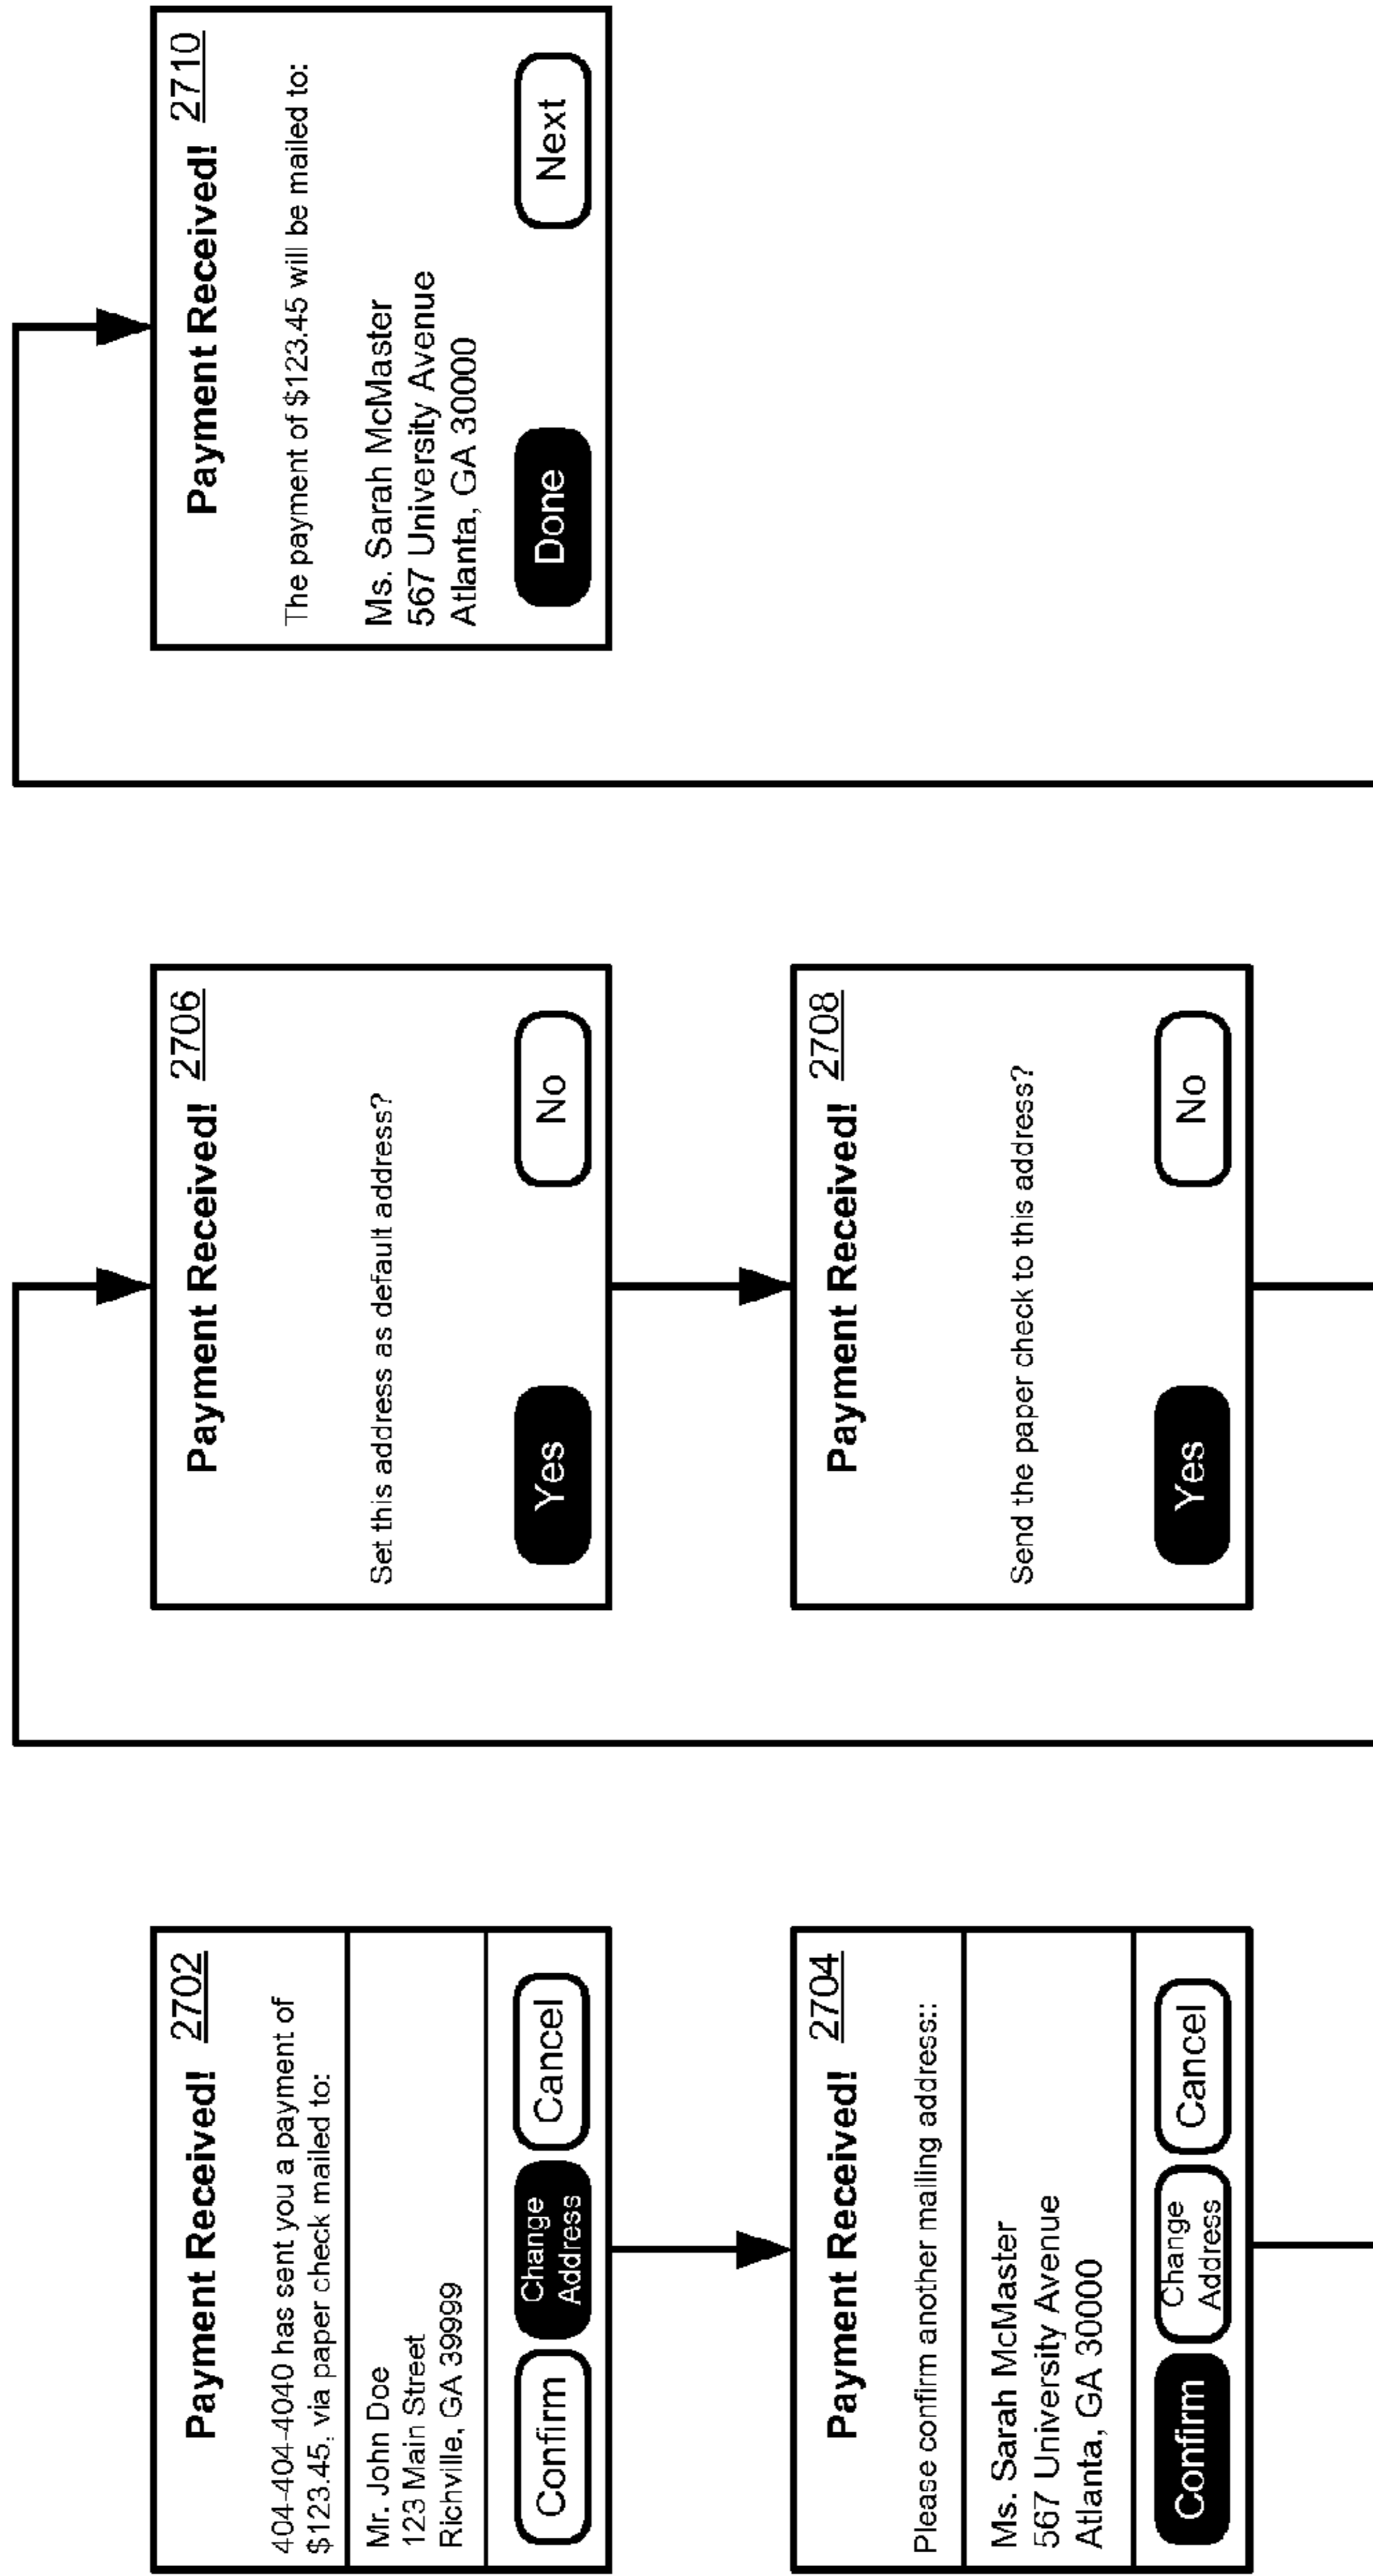 Payment Received! 2702
404-404-4040 has sent you a payment of
$123.45, via paper check mailed to:
Mr. John Doe
123 Main Street
Richville, GA 39999
Confirm
Change
Address
Cancel
Payment Received! 2704
Please confirm another mailing address::
Ms. Sarah McMaster
567 University Avenue
Atlanta, GA 30000
Confirm
Change
Address
Cancel
Payment Received! 2706
Set this address as default address?
Yes
No
Payment Received! 2708
Send the paper check to this address?
Yes
No
Payment Received! 2710
The payment of $123.45 will be mailed to:
Ms. Sarah McMaster
567 University Avenue
Atlanta, GA 30000
Done
Next